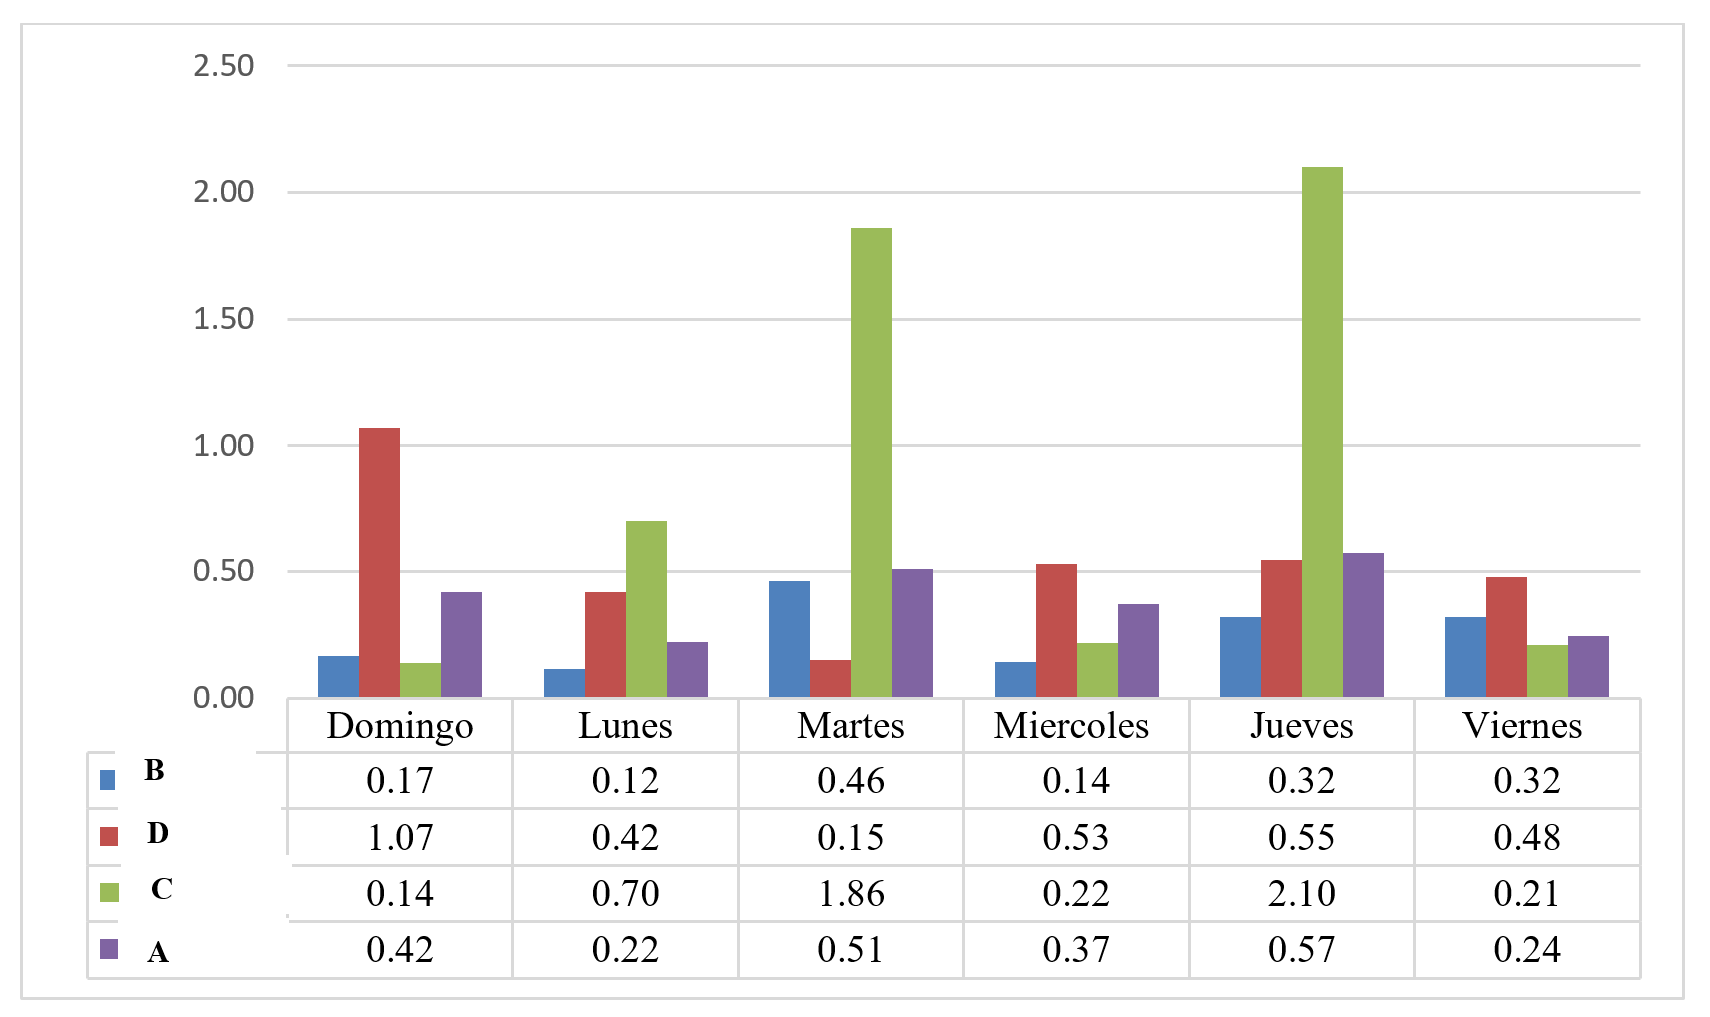 2.50
2.00
1.50
1.00
0.50
0.00
Domingo Lunes Martes Miercoles Jueves Viernes
B 0.17 0.12 0.46 0.14 0.32 0.32
D 1.07 0.42 0.15 0.53 0.55 0.48
C 0.14 0.70 1.86 0.22 2.10 0.21
A 0.42 0.22 0.51 0.37 0.57 0.24